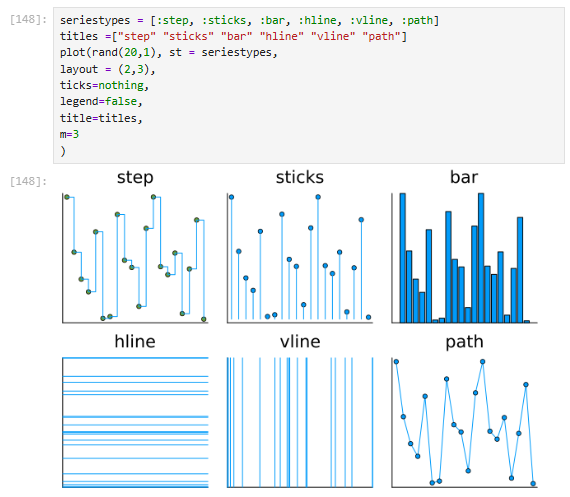 [148]: seriestypes = [:step, :sticks, :bar, :hline, :vline, :path]
titles =["step" "sticks" "bar" "hline" "vline" "path"]
plot(rand(20,1), st = seriestypes,
layout = (2,3),
ticks=nothing,
legend=false,
title=titles,
m=3
)
[148]:
step sticks bar
hline vline path